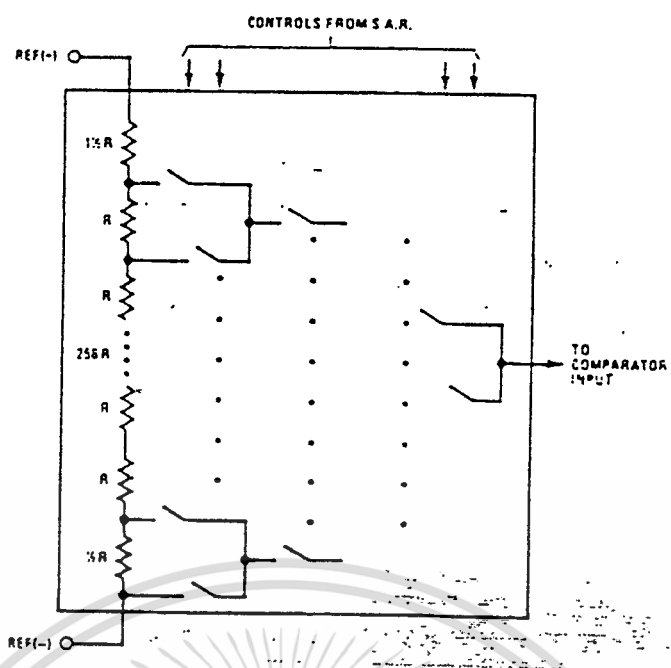 CONTROLS FROM S.A.R.
REF(+)
1½R
R
R
256R
R
R
½R
TO
COMPARATOR
INPUT
REF(−)